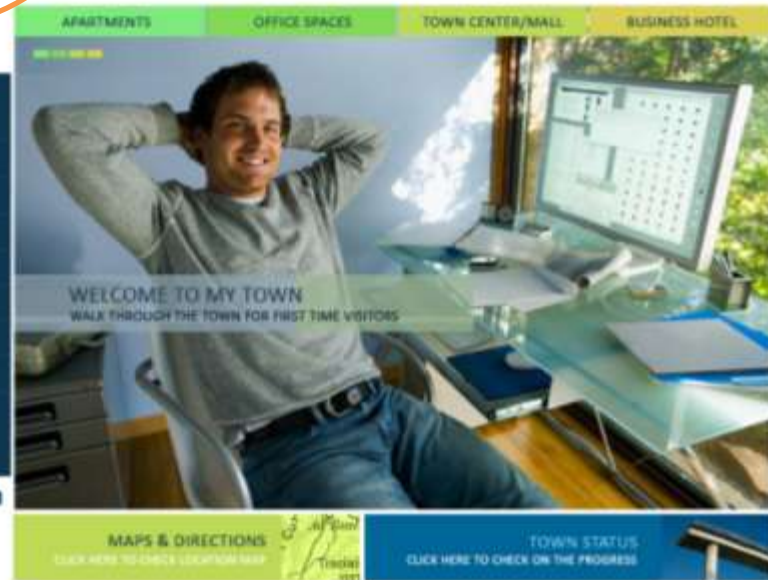 APARTMENTS
OFFICE SPACES
TOWN CENTER/MALL
BUSINESS HOTEL
WELCOME TO MY TOWN
WALK THROUGH THE TOWN FOR FIRST TIME VISITORS
MAPS & DIRECTIONS
CLICK HERE TO CHECK LOCATION MAP
TOWN STATUS
CLICK HERE TO CHECK ON THE PROGRESS